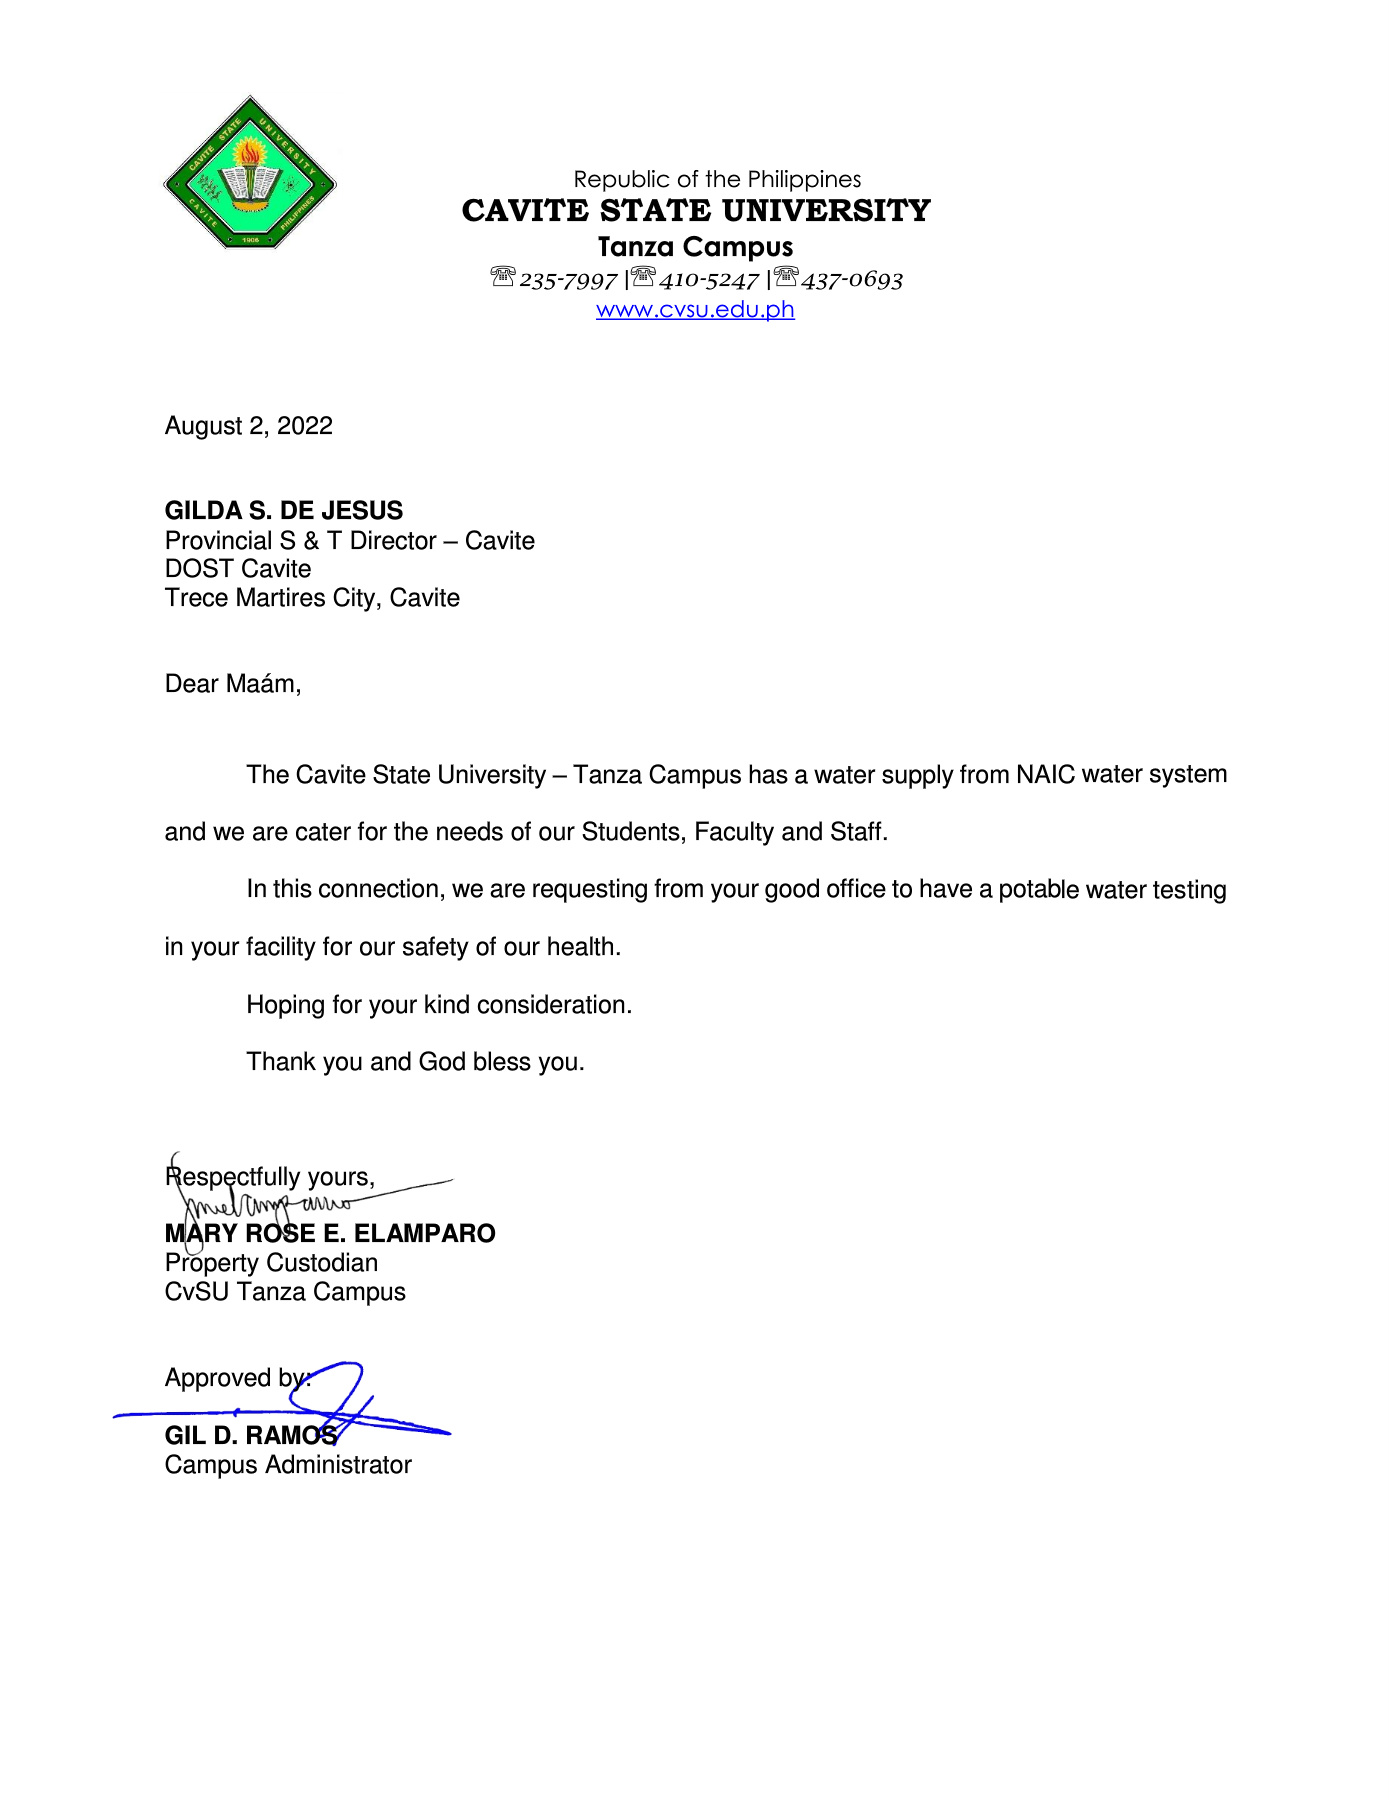 CAVITE STATE UNIVERSITY
CAVITE PHILIPPINES
1906
Republic of the Philippines
CAVITE STATE UNIVERSITY
Tanza Campus
☏235-7997 |☏410-5247 |☏437-0693
www.cvsu.edu.ph
August 2, 2022
GILDA S. DE JESUS
Provincial S & T Director – Cavite
DOST Cavite
Trece Martires City, Cavite
Dear Maám,
The Cavite State University – Tanza Campus has a water supply from NAIC water system
and we are cater for the needs of our Students, Faculty and Staff.
In this connection, we are requesting from your good office to have a potable water testing
in your facility for our safety of our health.
Hoping for your kind consideration.
Thank you and God bless you.
Respectfully yours,
MARY ROSE E. ELAMPARO
Property Custodian
CvSU Tanza Campus
Approved by:
GIL D. RAMOS
Campus Administrator